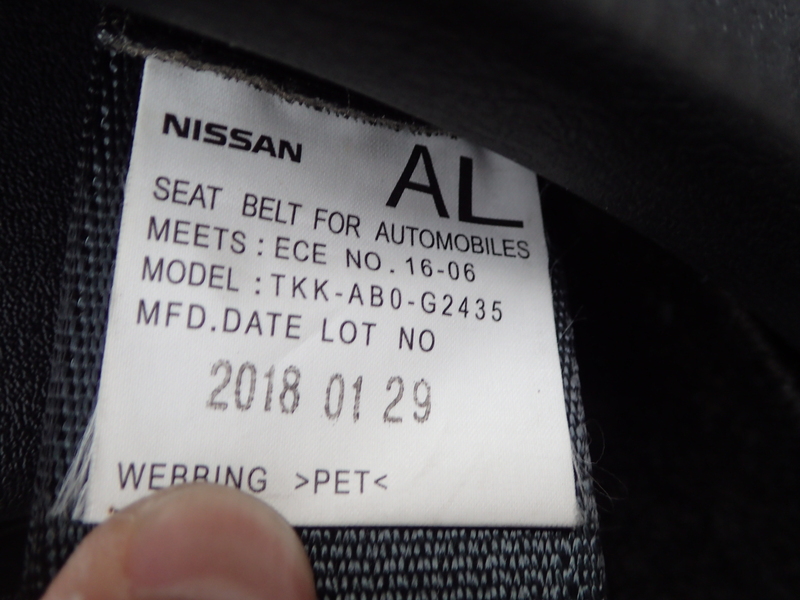 NISSAN AL
SEAT BELT FOR AUTOMOBILES
MEETS : ECE NO. 16-06
MODEL : TKK-AB0-G2435
MFD.DATE LOT NO
2018 01 29
WEBBING >PET<